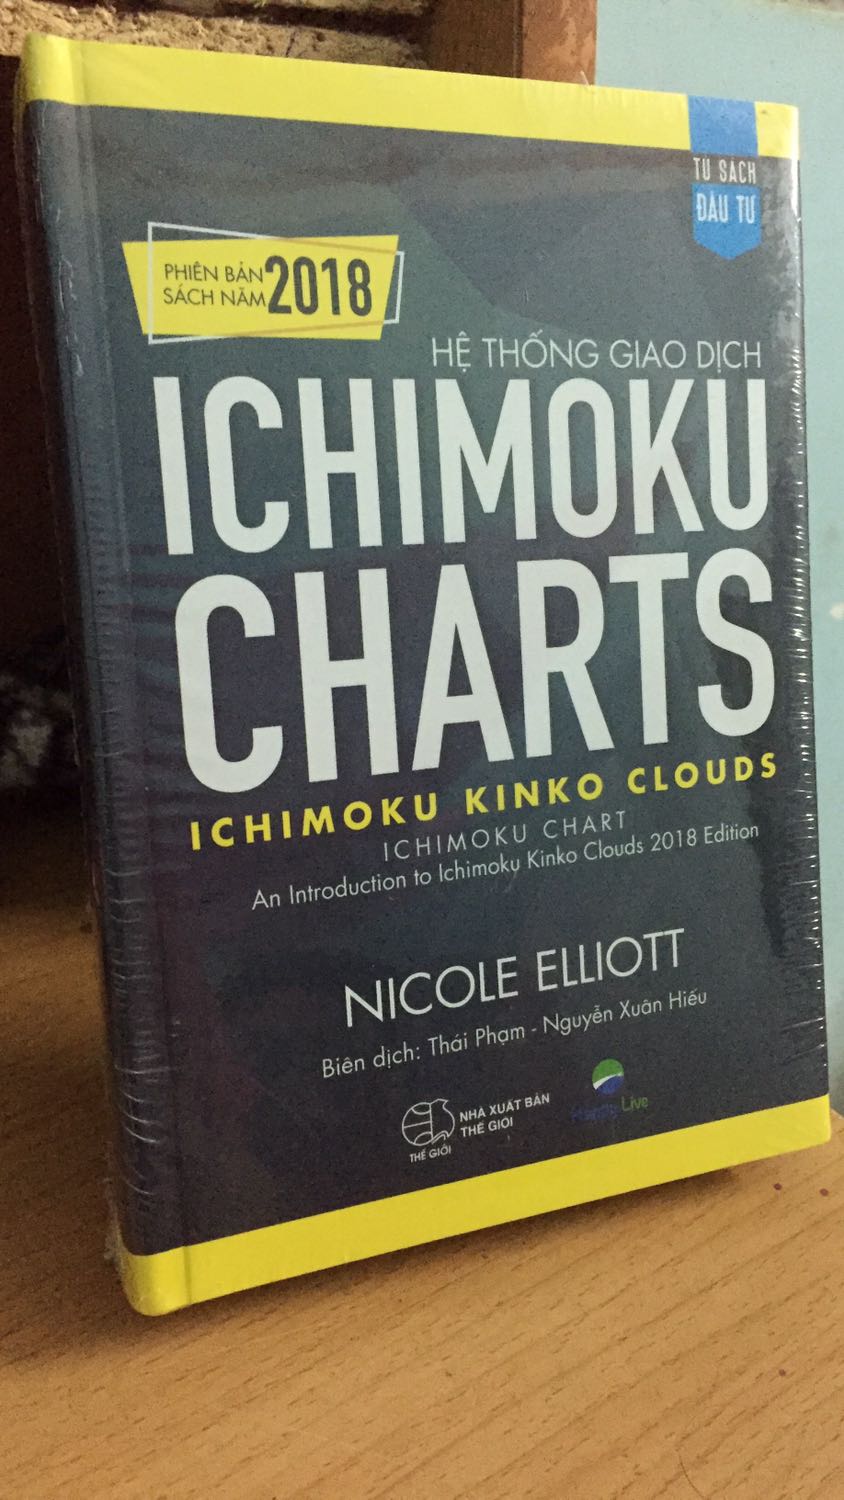 TỦ SÁCH
ĐẦU TƯ
PHIÊN BẢN
SÁCH NĂM 2018
HỆ THỐNG GIAO DỊCH
ICHIMOKU
CHARTS
ICHIMOKU KINKO CLOUDS
ICHIMOKU CHART
An Introduction to Ichimoku Kinko Clouds 2018 Edition
NICOLE ELLIOTT
Biên dịch: Thái Phạm - Nguyễn Xuân Hiếu
NHÀ XUẤT BẢN
THẾ GIỚI
THẾ GIỚI
Happy Live